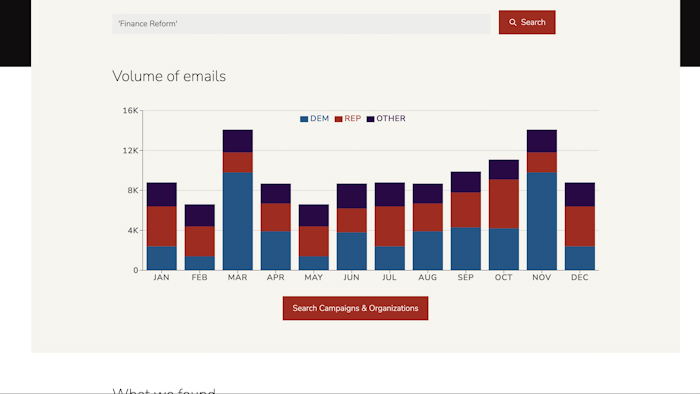 'Finance Reform'
Search
Volume of emails
DEM REP OTHER
16K
12K
8K
4K
0
JAN FEB MAR APR MAY JUN JUL AUG SEP OCT NOV DEC
Search Campaigns & Organizations
What we found